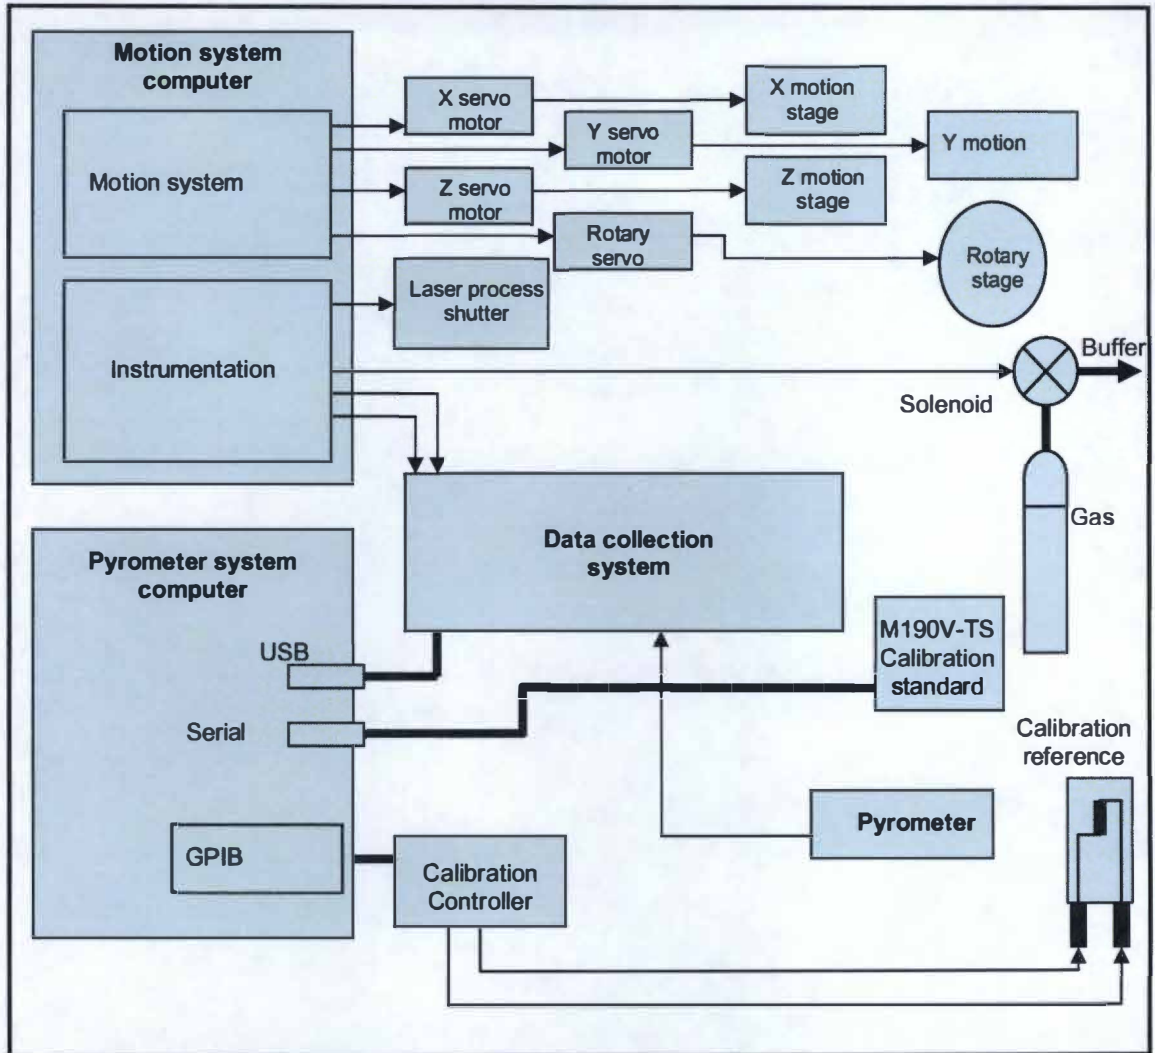 Motion system
computer
X servo
motor
X motion
stage
Y servo
motor
Y motion
Motion system
Z servo
motor
Z motion
stage
Rotary
servo
Rotary
stage
Laser process
shutter
Instrumentation
Buffer
Solenoid
Gas
Data collection
system
Pyrometer system
computer
USB
M190V-TS
Calibration
standard
Serial
Calibration
reference
Pyrometer
GPIB
Calibration
Controller